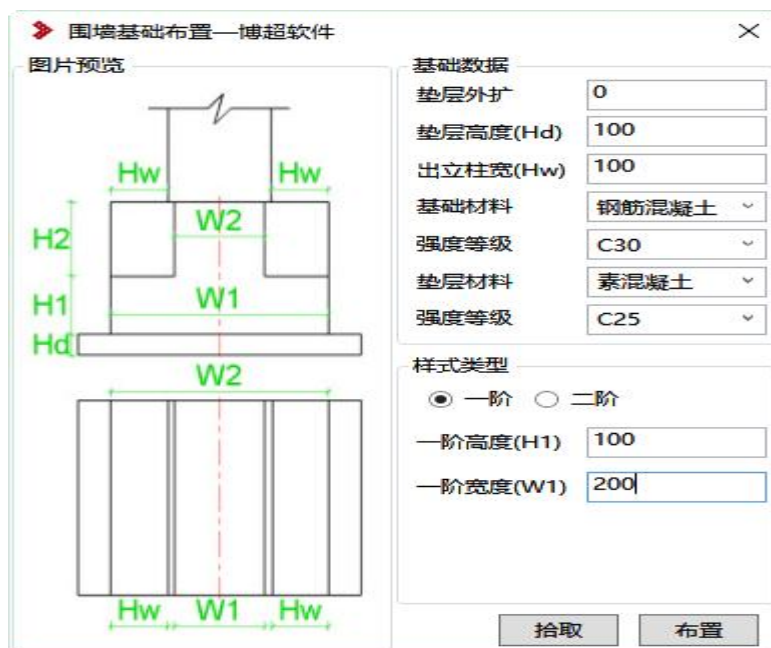 围墙基础布置—博超软件
图片预览
Hw Hw
W2
H2
W1
H1
Hd
W2
Hw W1 Hw
基础数据
垫层外扩 0
垫层高度(Hd) 100
出立柱宽(Hw) 100
基础材料 钢筋混凝土
强度等级 C30
垫层材料 素混凝土
强度等级 C25
样式类型
一阶 二阶
一阶高度(H1) 100
一阶宽度(W1) 200
拾取 布置